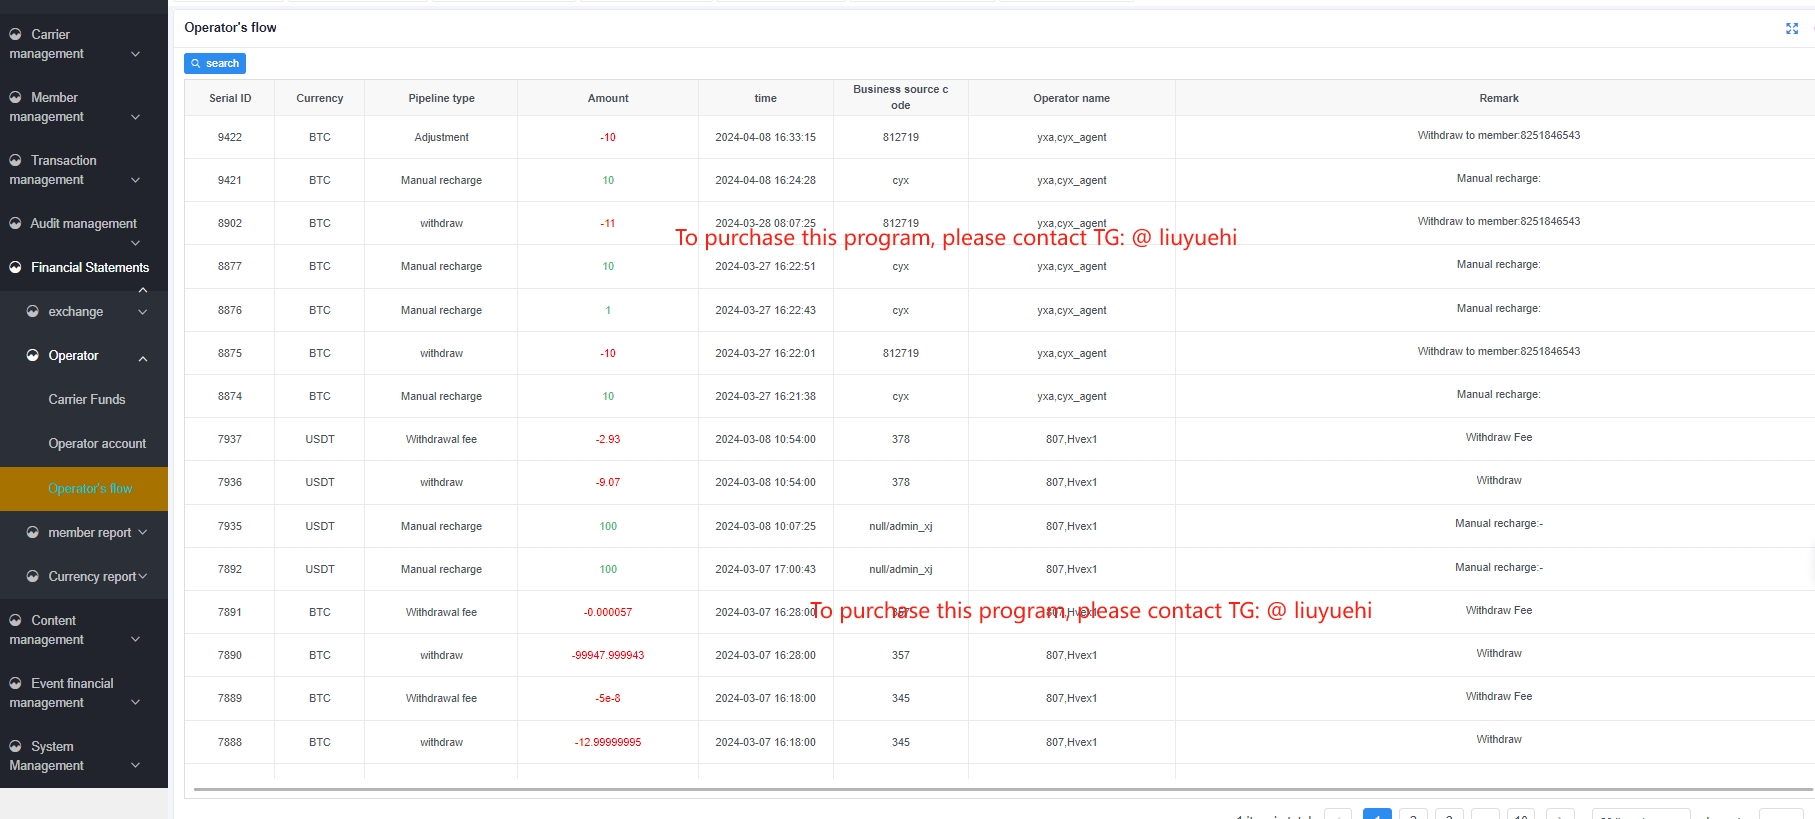 Operator's flow
search
Carrier
management
Member
management
Transaction
management
Audit management
Financial Statements
exchange
Operator
Carrier Funds
Operator account
Operator's flow
member report
Currency report
Content
management
Event financial
management
System
Management
Serial ID Currency Pipeline type Amount time Business source c
ode Operator name Remark
9422 BTC Adjustment -10 2024-04-08 16:33:15 812719 yxa,cyx_agent Withdraw to member:8251846543
9421 BTC Manual recharge 10 2024-04-08 16:24:28 cyx yxa,cyx_agent Manual recharge:
8902 BTC withdraw -11 2024-03-28 08:07:25 812719 yxa,cyx_agent Withdraw to member:8251846543
To purchase this program, please contact TG: @ liuyuehi
8877 BTC Manual recharge 10 2024-03-27 16:22:51 cyx yxa,cyx_agent Manual recharge:
8876 BTC Manual recharge 1 2024-03-27 16:22:43 cyx yxa,cyx_agent Manual recharge:
8875 BTC withdraw -10 2024-03-27 16:22:01 812719 yxa,cyx_agent Withdraw to member:8251846543
8874 BTC Manual recharge 10 2024-03-27 16:21:38 cyx yxa,cyx_agent Manual recharge:
7937 USDT Withdrawal fee -2.93 2024-03-08 10:54:00 378 807,Hvex1 Withdraw Fee
7936 USDT withdraw -9.07 2024-03-08 10:54:00 378 807,Hvex1 Withdraw
7935 USDT Manual recharge 100 2024-03-08 10:07:25 null/admin_xj 807,Hvex1 Manual recharge:-
7892 USDT Manual recharge 100 2024-03-07 17:00:43 null/admin_xj 807,Hvex1 Manual recharge:-
7891 BTC Withdrawal fee -0.000057 2024-03-07 16:28:00 807,Hvex1 Withdraw Fee
To purchase this program, please contact TG: @ liuyuehi
7890 BTC withdraw -99947.999943 2024-03-07 16:28:00 357 807,Hvex1 Withdraw
7889 BTC Withdrawal fee -5e-8 2024-03-07 16:18:00 345 807,Hvex1 Withdraw Fee
7888 BTC withdraw -12.99999995 2024-03-07 16:18:00 345 807,Hvex1 Withdraw